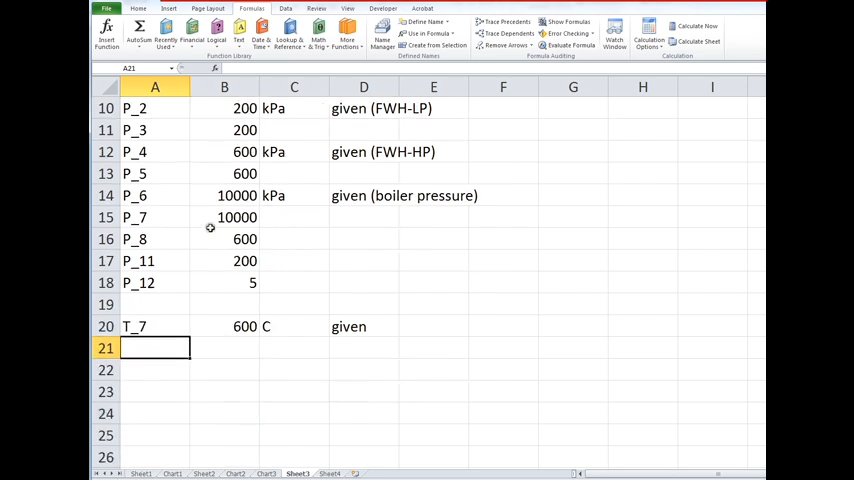 File Home Insert Page Layout Formulas Data Review View Developer Acrobat
fx Σ
Insert Function AutoSum Recently Used Financial Logical Text Date & Time Lookup & Reference Math & Trig More Functions Name Manager Define Name Use in Formula Create from Selection Trace Precedents Trace Dependents Remove Arrows Show Formulas Error Checking Evaluate Formula Watch Window Calculation Options Calculate Now Calculate Sheet
Function Library Defined Names Formula Auditing Calculation
A21 fx
A B C D E F G H I
10 P_2 200 kPa given (FWH-LP)
11 P_3 200
12 P_4 600 kPa given (FWH-HP)
13 P_5 600
14 P_6 10000 kPa given (boiler pressure)
15 P_7 10000
16 P_8 600
17 P_11 200
18 P_12 5
19
20 T_7 600 C given
21
22
23
24
25
26
Sheet1 Chart1 Sheet2 Chart2 Chart3 Sheet3 Sheet4